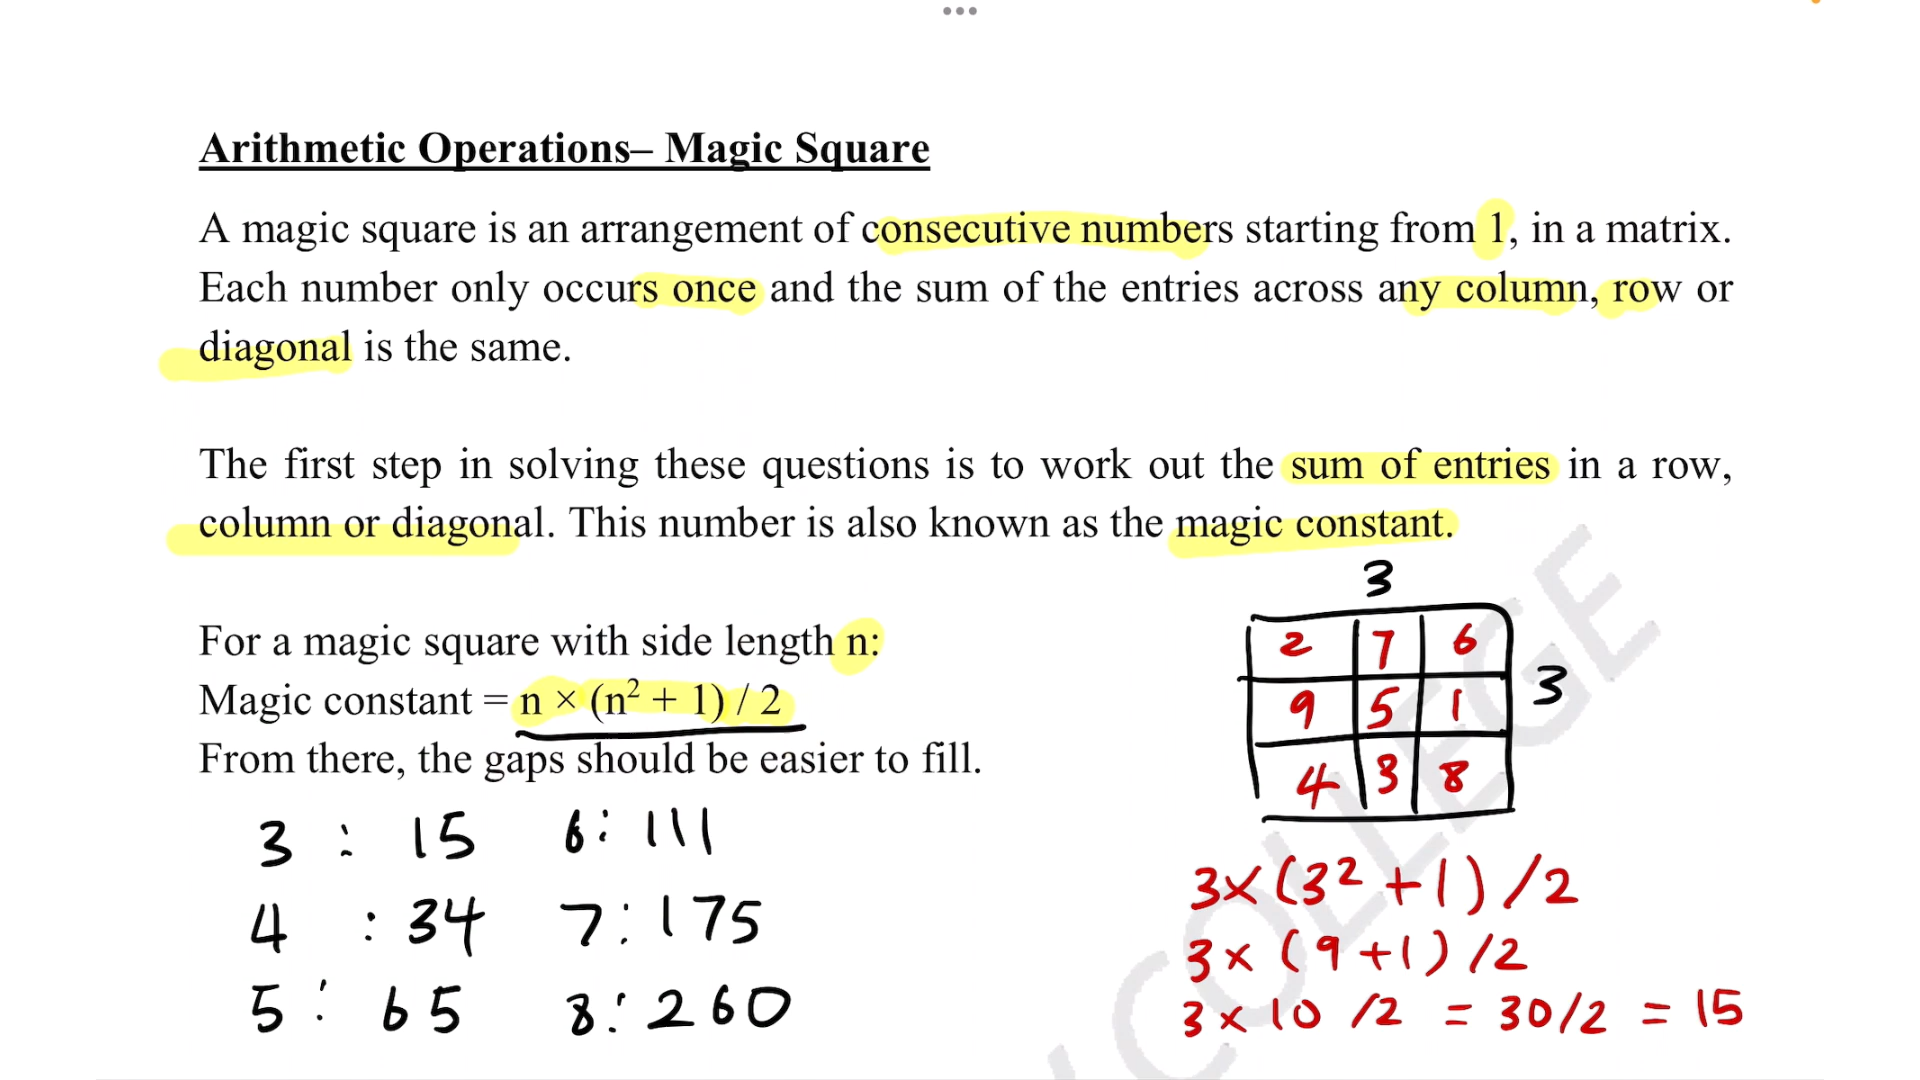 Arithmetic Operations– Magic Square
A magic square is an arrangement of consecutive numbers starting from 1, in a matrix.
Each number only occurs once and the sum of the entries across any column, row or
diagonal is the same.
The first step in solving these questions is to work out the sum of entries in a row,
column or diagonal. This number is also known as the magic constant.
For a magic square with side length n:
Magic constant = n × (n² + 1) / 2
From there, the gaps should be easier to fill.
3 : 15 6 : 111
4 : 34 7 : 175
5 : 65 8 : 260
3
2 7 6
9 5 1 3
4 3 8
3×(3² +1) /2
3× (9+1) /2
3 × 10 /2 = 30/2 = 15
COLLEGE